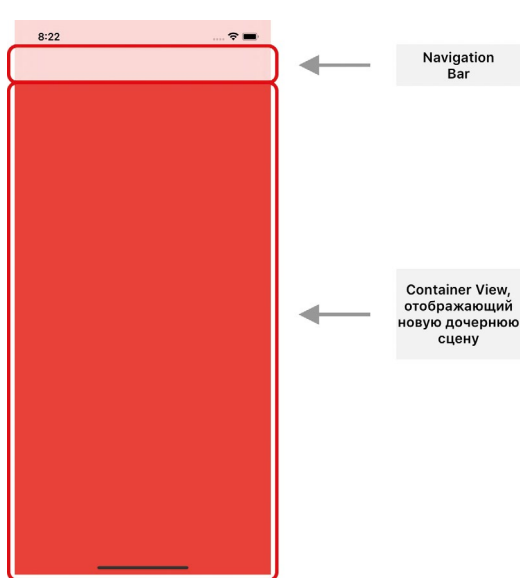 8:22
Navigation
Bar
Container View,
отображающий
новую дочернюю
сцену